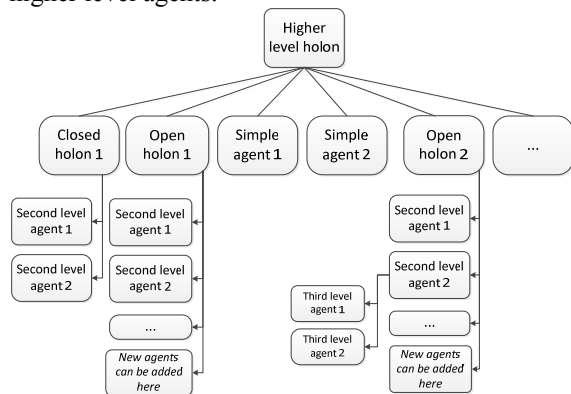 higher level agents.
Higher
level holon
Closed
holon 1
Open
holon 1
Simple
agent 1
Simple
agent 2
Open
holon 2
...
Second level
agent 1
Second level
agent 2
Second level
agent 1
Second level
agent 2
...
New agents
can be added
here
Second level
agent 1
Second level
agent 2
Third level
agent 1
Third level
agent 2
...
New agents
can be added
here